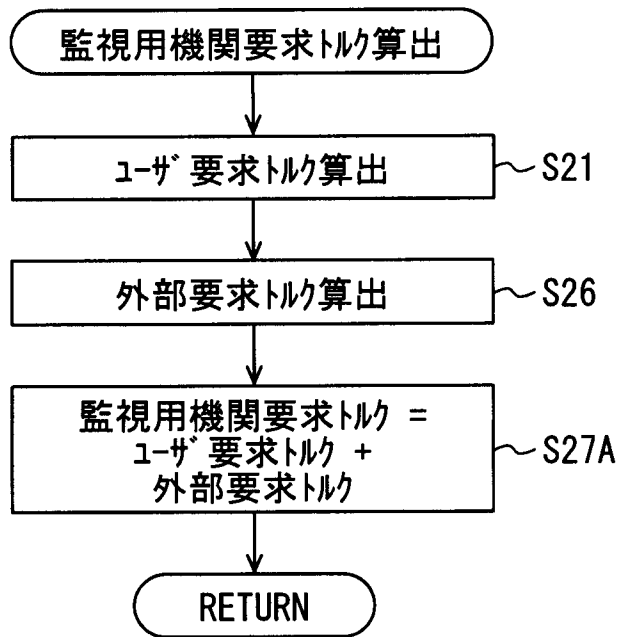 監視用機関要求ﾄﾙｸ算出
ﾕｰｻﾞ要求ﾄﾙｸ算出
S21
外部要求ﾄﾙｸ算出
S26
監視用機関要求ﾄﾙｸ =
ﾕｰｻﾞ要求ﾄﾙｸ +
外部要求ﾄﾙｸ
S27A
RETURN